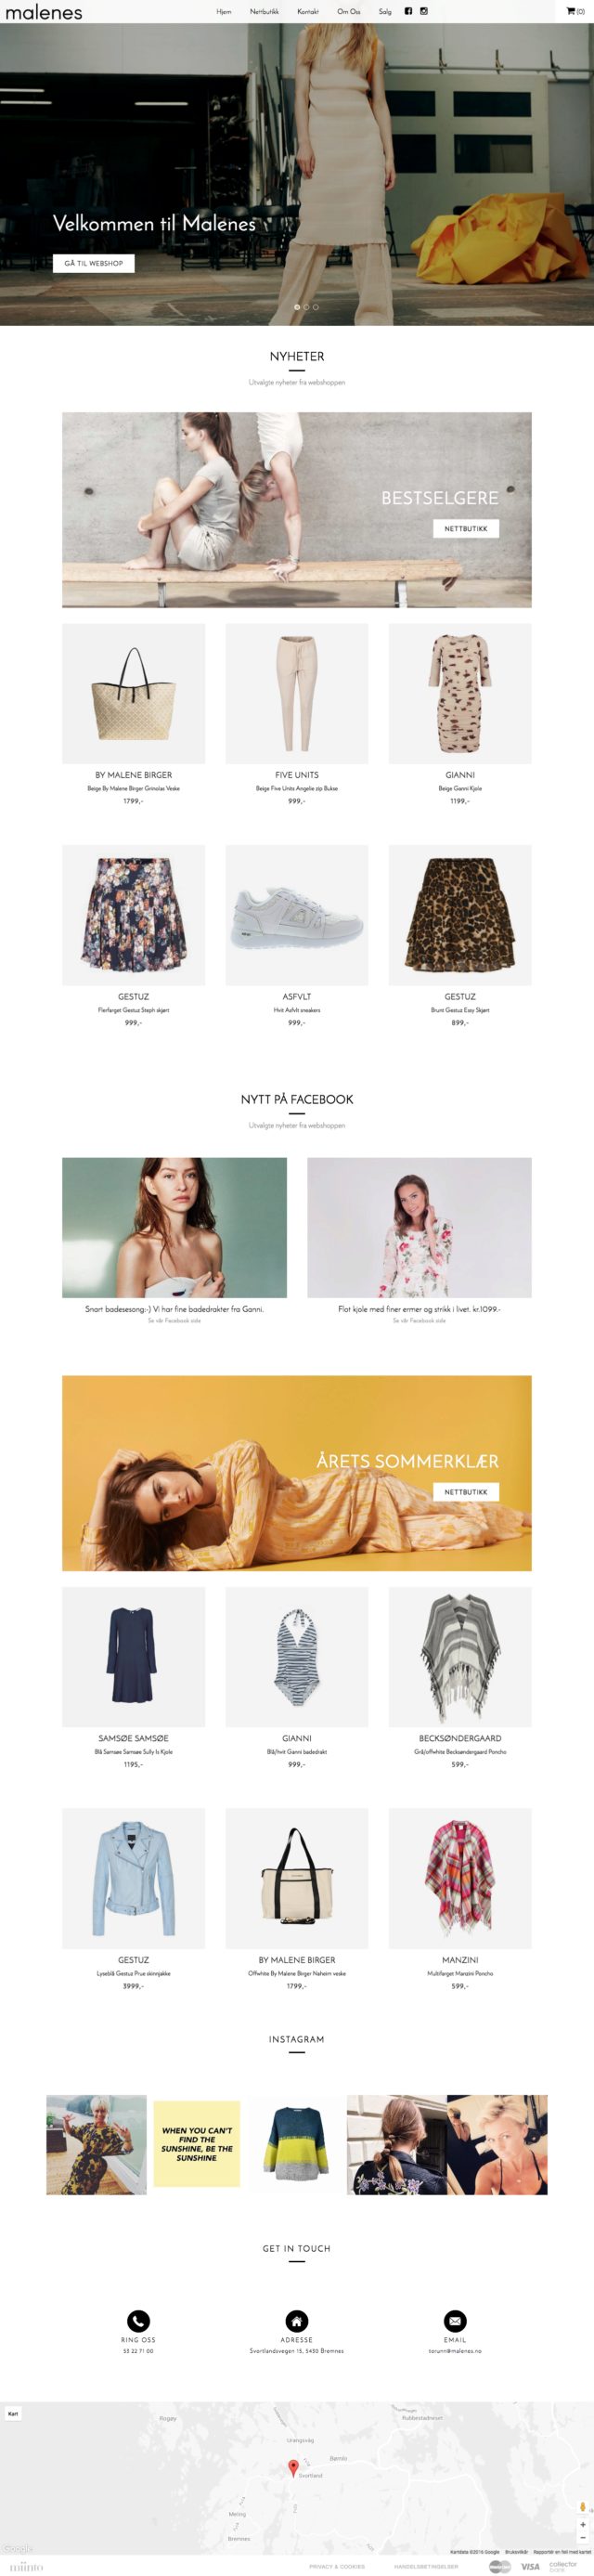 malenes
Hjem Nettbutikk Kontakt Om Oss Salg (0)
Velkommen til Malenes
GÅ TIL WEBSHOP
NYHETER
Utvalgte nyheter fra webshoppen
BESTSELGERE
NETTBUTIKK
BY MALENE BIRGER FIVE UNITS GIANNI
Beige By Malene Birger Grinolas Veske Beige Five Units Angelie zip Bukse Beige Ganni Kjole
1799,- 999,- 1199,-
GESTUZ ASFVLT GESTUZ
Flerfarget Gestuz Steph skjørt Hvit Asfvlt sneakers Brunt Gestuz Easy Skjørt
999,- 999,- 899,-
NYTT PÅ FACEBOOK
Utvalgte nyheter fra webshoppen
Snart badesesong:-) Vi har fine badedrakter fra Ganni. Flot kjole med finer ermer og strikk i livet. kr.1099.-
Se vår Facebook side Se vår Facebook side
ÅRETS SOMMERKLÆR
NETTBUTIKK
SAMSØE SAMSØE GIANNI BECKSØNDERGAARD
Blå Samsøe Samsøe Sully ls Kjole Blå/hvit Ganni badedrakt Grå/offwhite Becksøndergaard Poncho
1195,- 999,- 599,-
GESTUZ BY MALENE BIRGER MANZINI
Lyseblå Gestuz Prue skinnjakke Offwhite By Malene Birger Naheim veske Multifarget Manzini Poncho
3999,- 1799,- 599,-
INSTAGRAM
WHEN YOU CAN'T
FIND THE
SUNSHINE, BE THE
SUNSHINE
GET IN TOUCH
RING OSS ADRESSE EMAIL
53 22 71 00 Svortlandsvegen 15, 5430 Bremnes torunn@malenes.no
Kart
Rogøy
Rubbestadneset
Urangsvåg
Bømlo
Svortland
Meling
Bremnes
Google
Kartdata ©2016 Google Bruksvilkår Rapportér en feil med kartet
miinto PRIVACY & COOKIES HANDELSBETINGELSER MasterCard VISA collector
bank